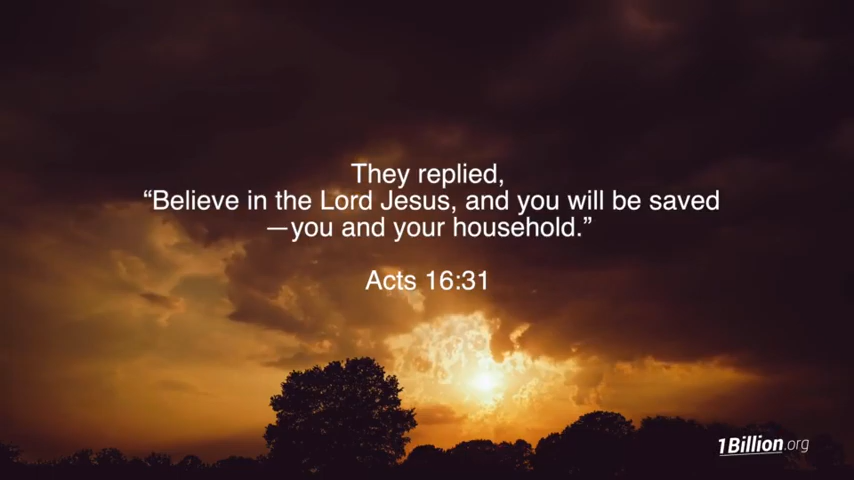 They replied,
“Believe in the Lord Jesus, and you will be saved
—you and your household.”
Acts 16:31
1Billion.org